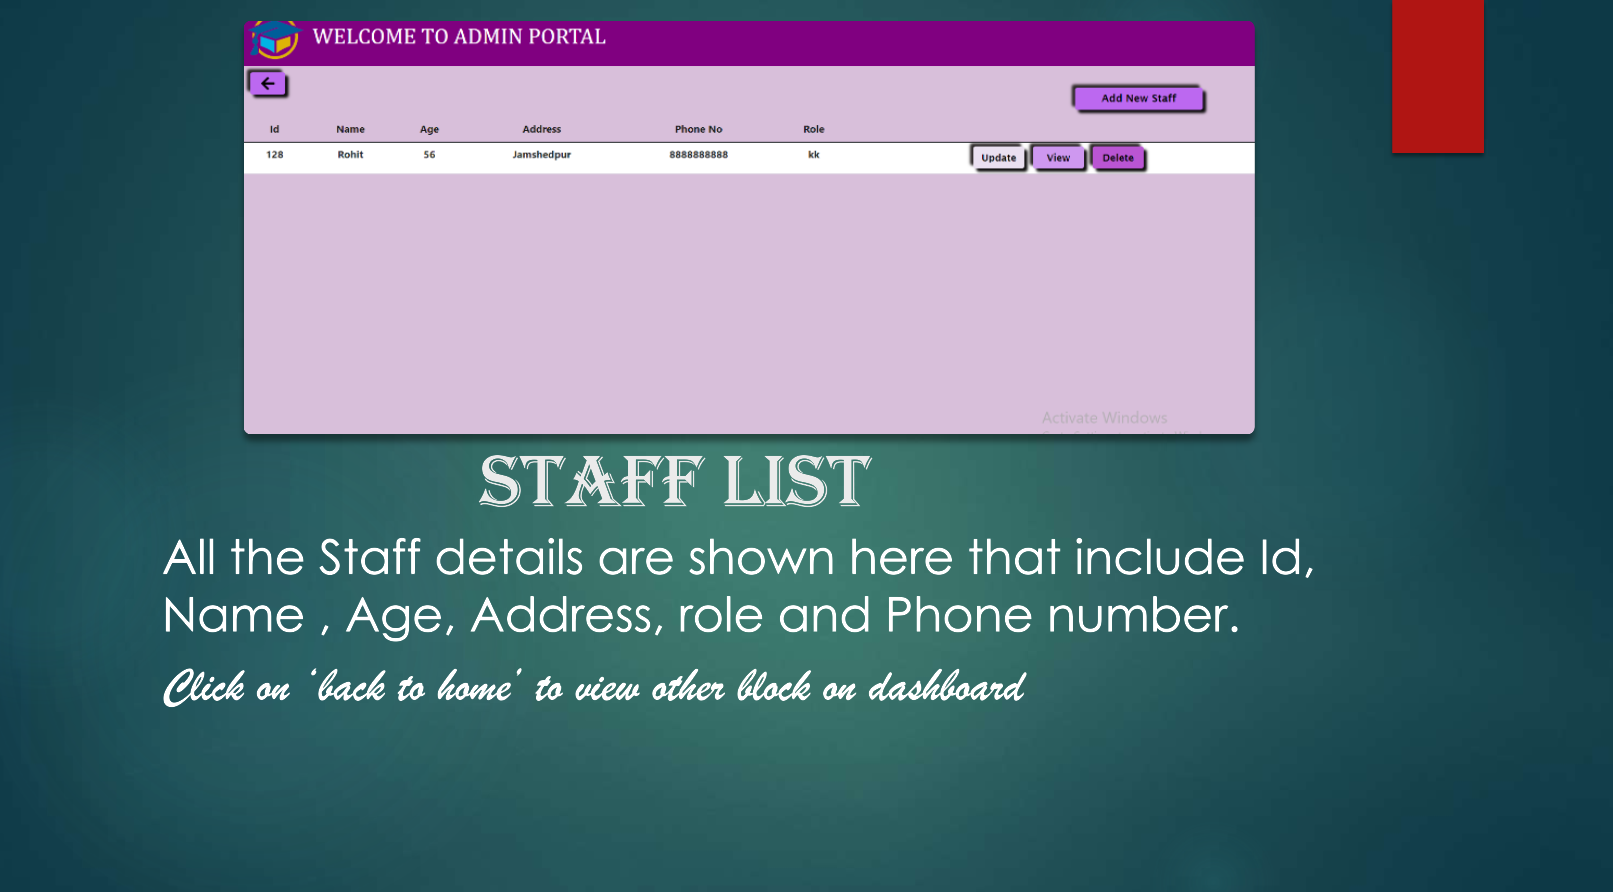 WELCOME TO ADMIN PORTAL
Add New Staff
Id Name Age Address Phone No Role
128 Rohit 56 Jamshedpur 8888888888 kk Update View Delete
Activate Windows
STAFF LIST
All the Staff details are shown here that include Id,
Name , Age, Address, role and Phone number.
Click on ‘back to home’ to view other block on dashboard